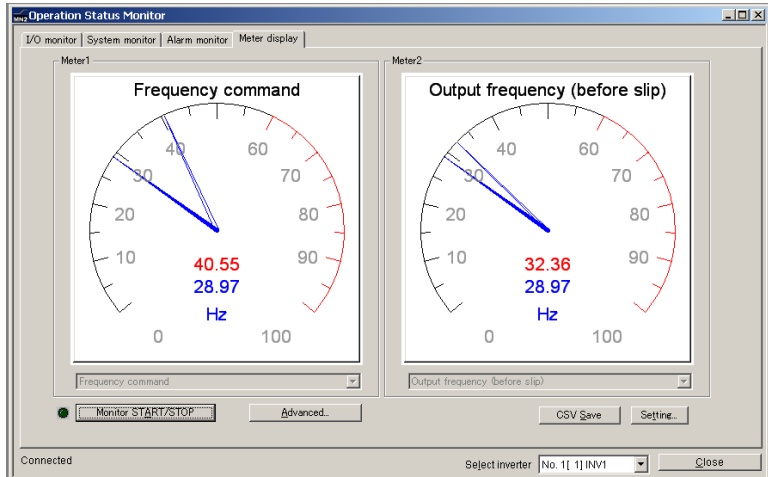 MN2 Operation Status Monitor
I/O monitor System monitor Alarm monitor Meter display
Meter1
Frequency command
40 60
30 70
20 80
10 90
40.55
28.97
Hz
0 100
Frequency command
Meter2
Output frequency (before slip)
40 60
30 70
20 80
10 90
32.36
28.97
Hz
0 100
Output frequency (before slip)
Monitor START/STOP Advanced... CSV Save Setting...
Connected Select inverter No. 1[ 1] INV1 Close